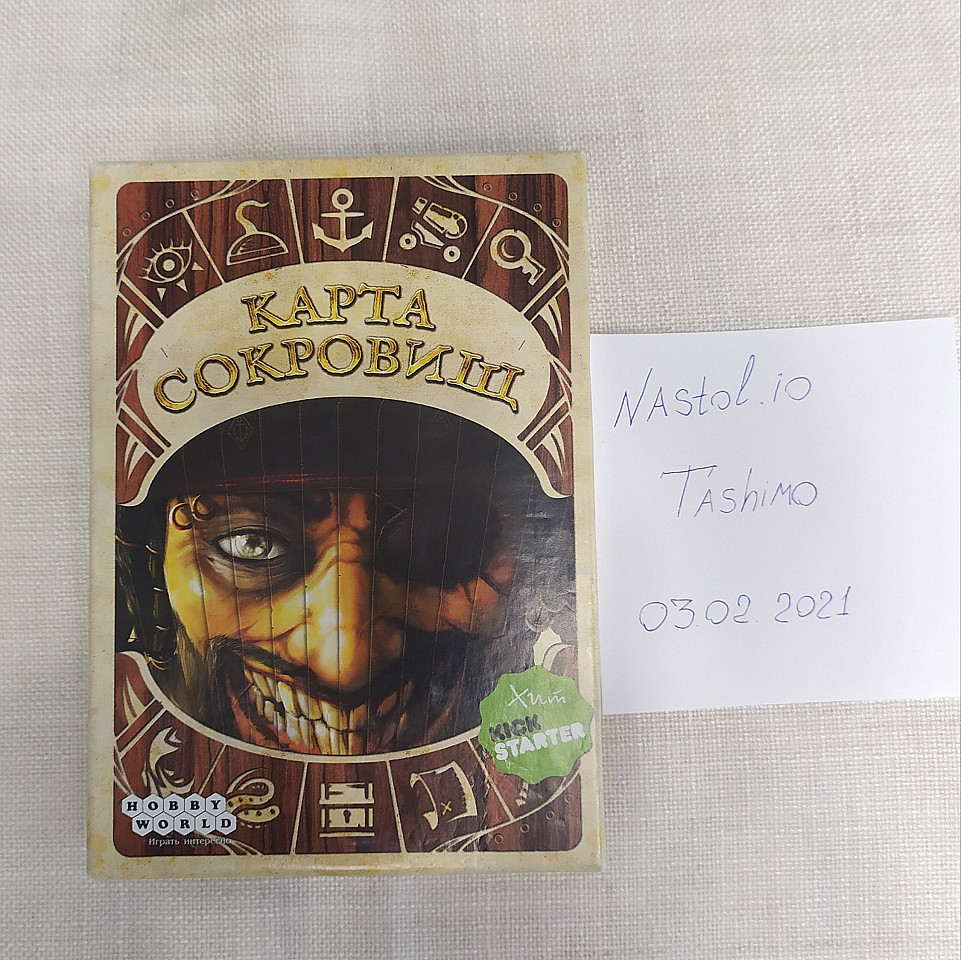 КАРТА
СОКРОВИЩ
Хит
KICK
STARTER
HOBBY
WORLD
Играть интересно
NAStol.io
TAShimo
03.02.2021